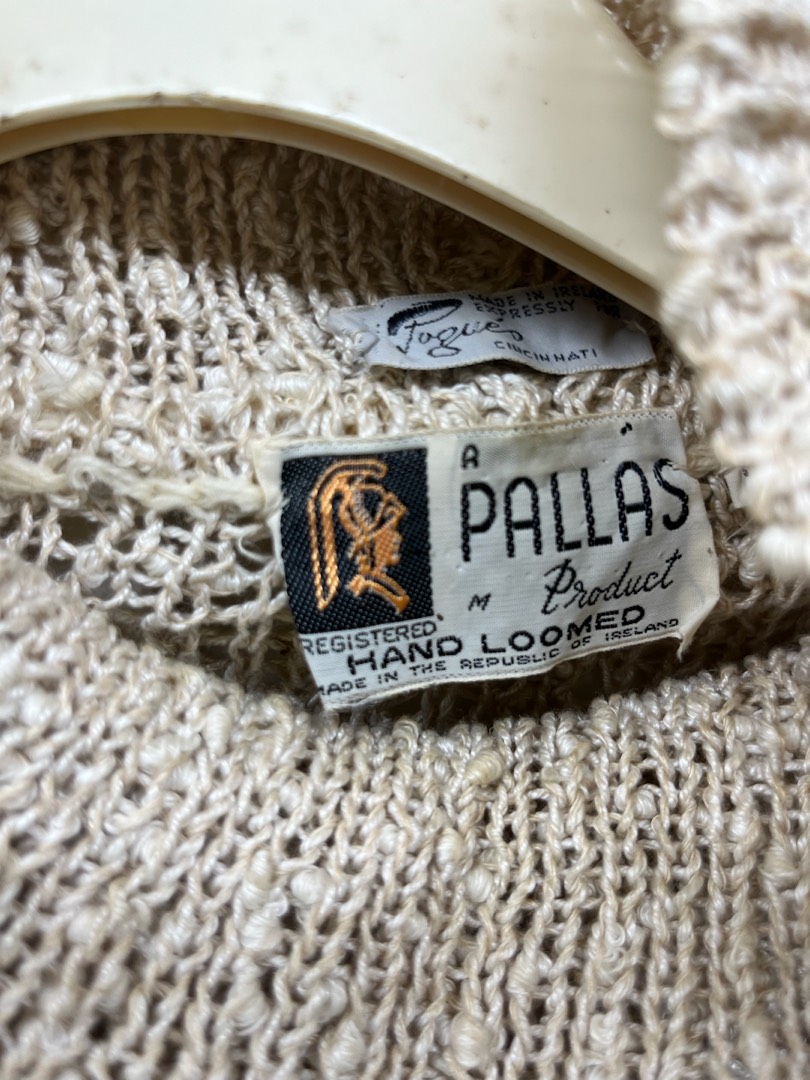 MADE IN IRELAND
EXPRESSLY FOR
Pogue's
CINCINNATI
A
PALLAS
M Product
REGISTERED
HAND LOOMED
MADE IN THE REPUBLIC OF IRELAND